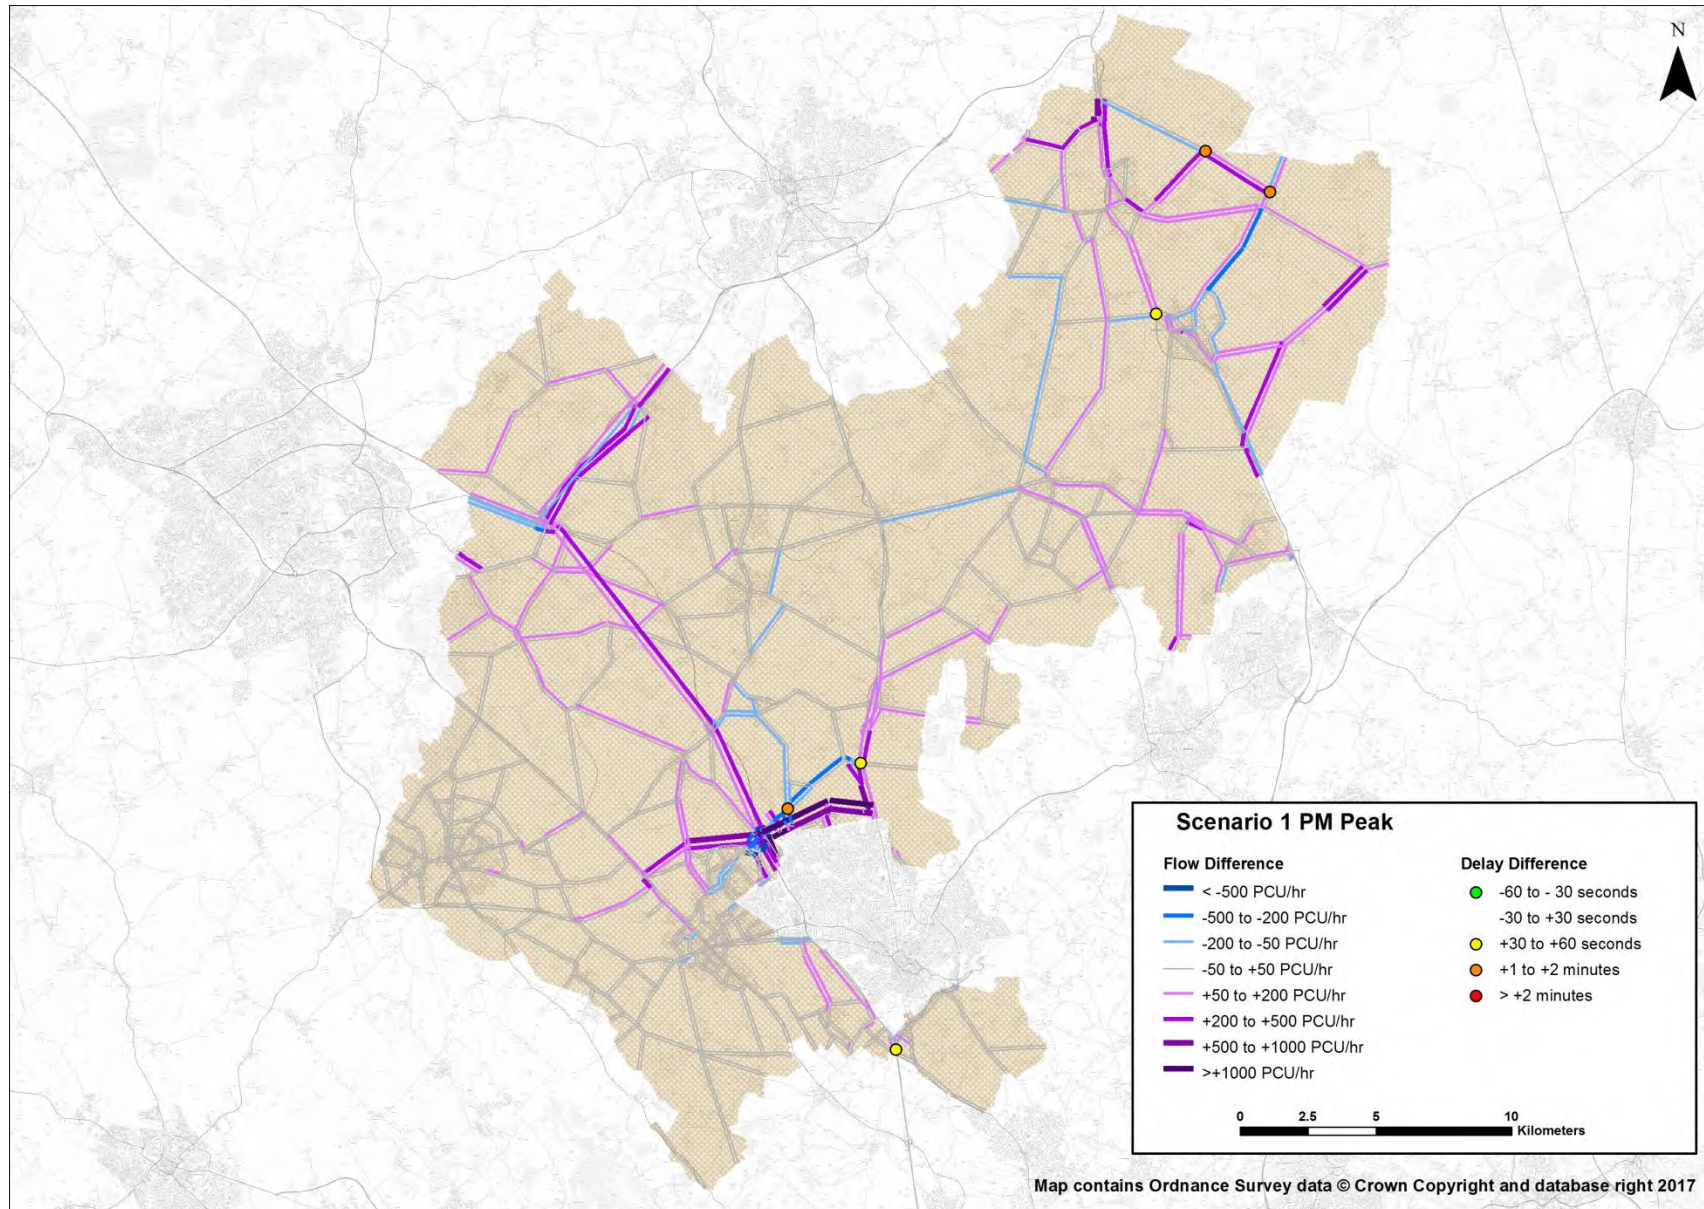 N
Scenario 1 PM Peak
Flow Difference
< -500 PCU/hr
-500 to -200 PCU/hr
-200 to -50 PCU/hr
-50 to +50 PCU/hr
+50 to +200 PCU/hr
+200 to +500 PCU/hr
+500 to +1000 PCU/hr
>+1000 PCU/hr
Delay Difference
-60 to - 30 seconds
-30 to +30 seconds
+30 to +60 seconds
+1 to +2 minutes
> +2 minutes
0 2.5 5 10
Kilometers
Map contains Ordnance Survey data © Crown Copyright and database right 2017